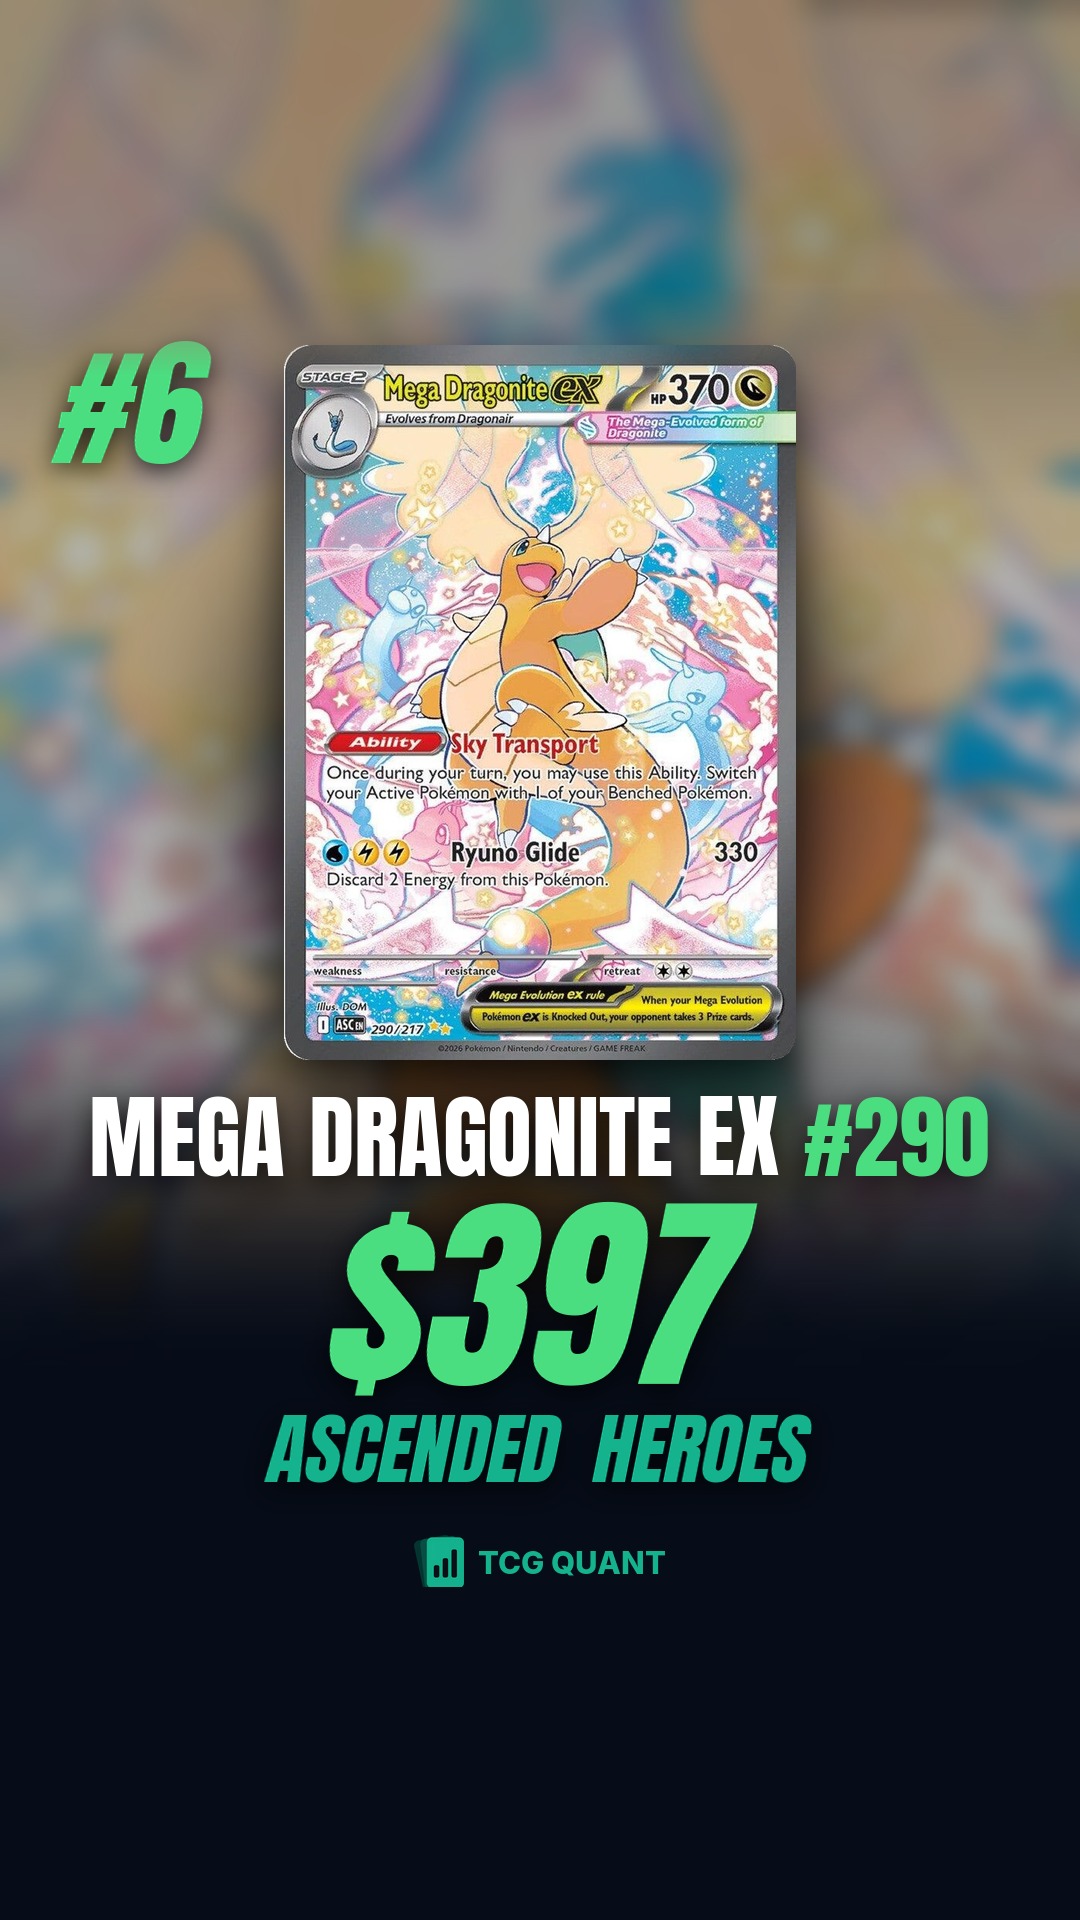 #6
STAGE2
Mega Dragonite ex
HP 370
Evolves from Dragonair
The Mega-Evolved form of
Dragonite
Ability Sky Transport
Once during your turn, you may use this Ability. Switch
your Active Pokémon with 1 of your Benched Pokémon.
Ryuno Glide 330
Discard 2 Energy from this Pokémon.
weakness resistance retreat
Mega Evolution ex rule When your Mega Evolution
Pokémon ex is Knocked Out, your opponent takes 3 Prize cards.
Illus. DOM
I ASC EN 290/217
©2026 Pokémon / Nintendo / Creatures / GAME FREAK
MEGA DRAGONITE EX #290
$397
ASCENDED HEROES
TCG QUANT